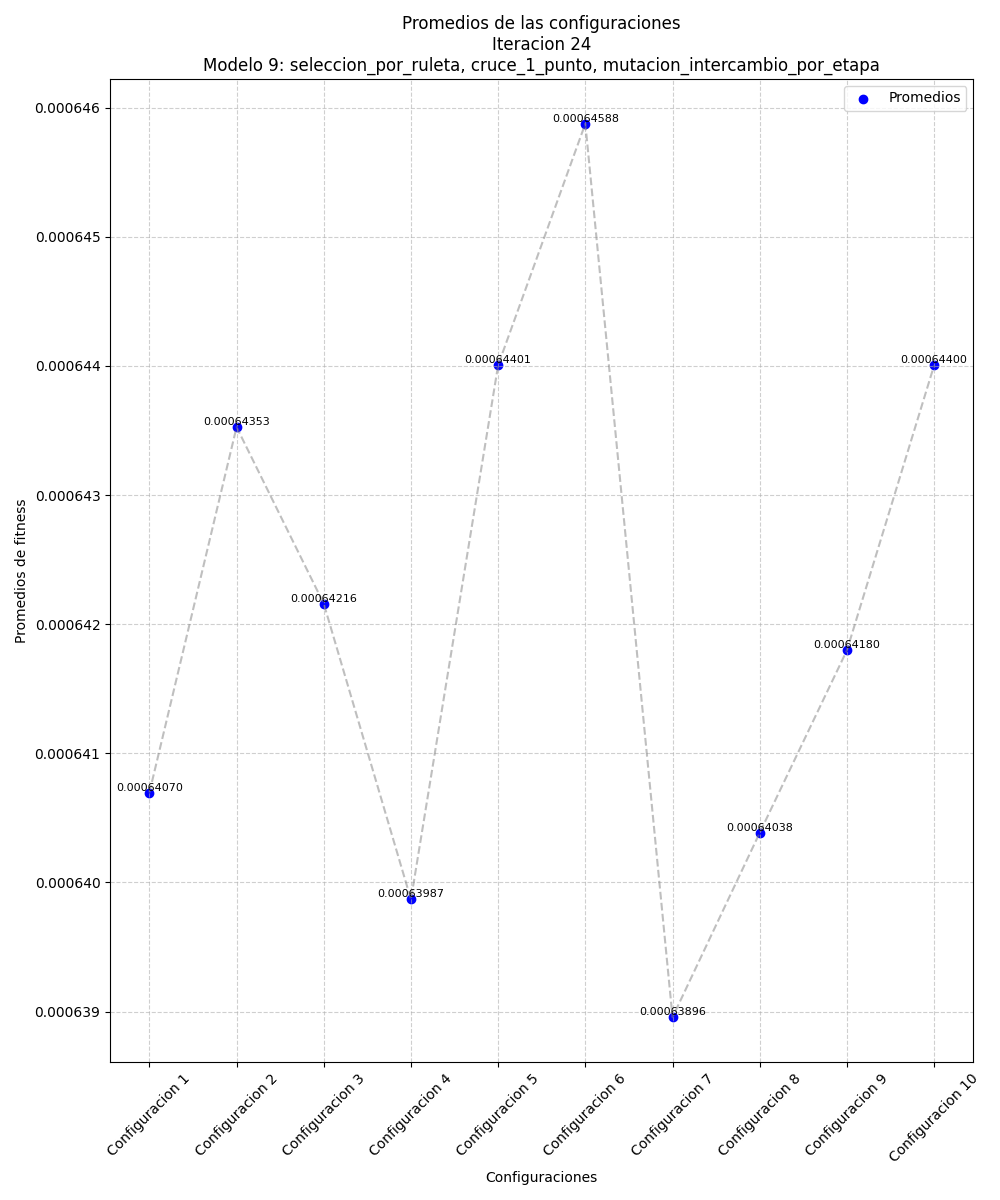 Promedios de las configuraciones
Iteracion 24
Modelo 9: seleccion_por_ruleta, cruce_1_punto, mutacion_intercambio_por_etapa
Promedios
0.000646
0.000645
0.000644
0.000643
0.000642
0.000641
0.000640
0.000639
Promedios de fitness
0.00064070
0.00064353
0.00064216
0.00063987
0.00064401
0.00064588
0.00063896
0.00064038
0.00064180
0.00064400
Configuracion 1
Configuracion 2
Configuracion 3
Configuracion 4
Configuracion 5
Configuracion 6
Configuracion 7
Configuracion 8
Configuracion 9
Configuracion 10
Configuraciones